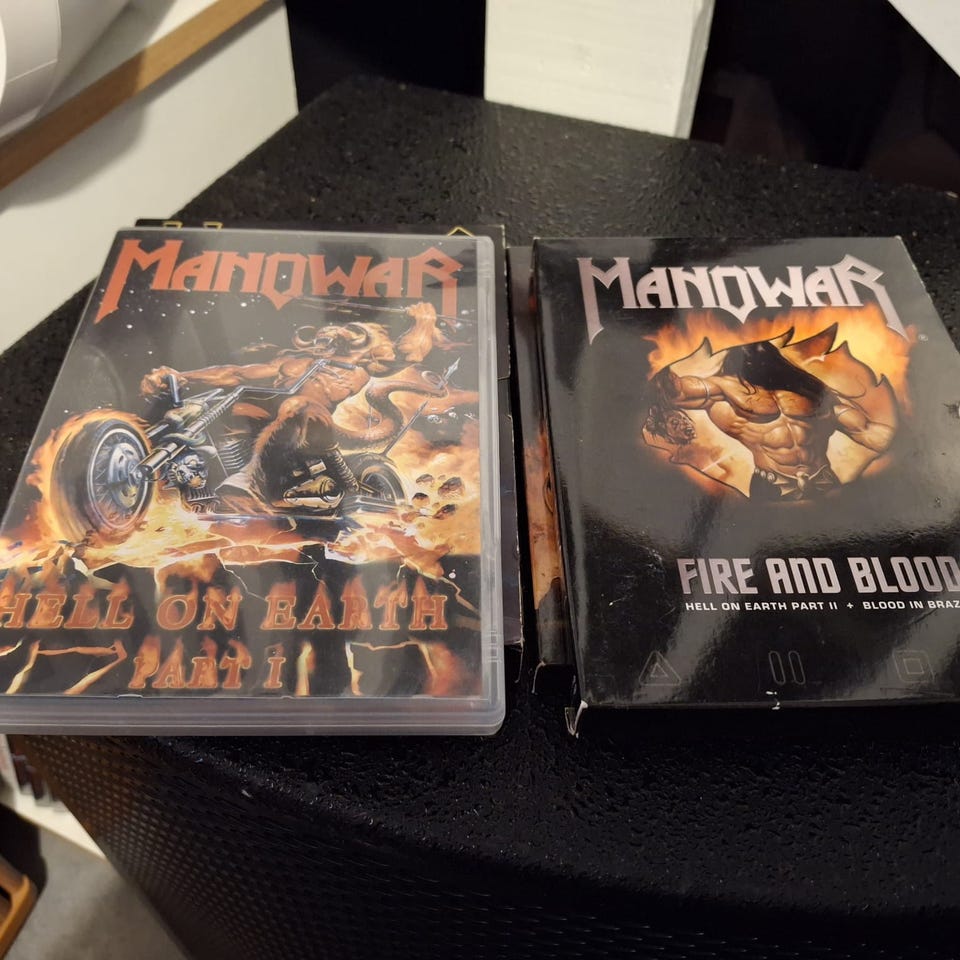 MANOWAR
HELL ON EARTH
PART I
MANOWAR®
FIRE AND BLOOD
HELL ON EARTH PART II + BLOOD IN BRAZ